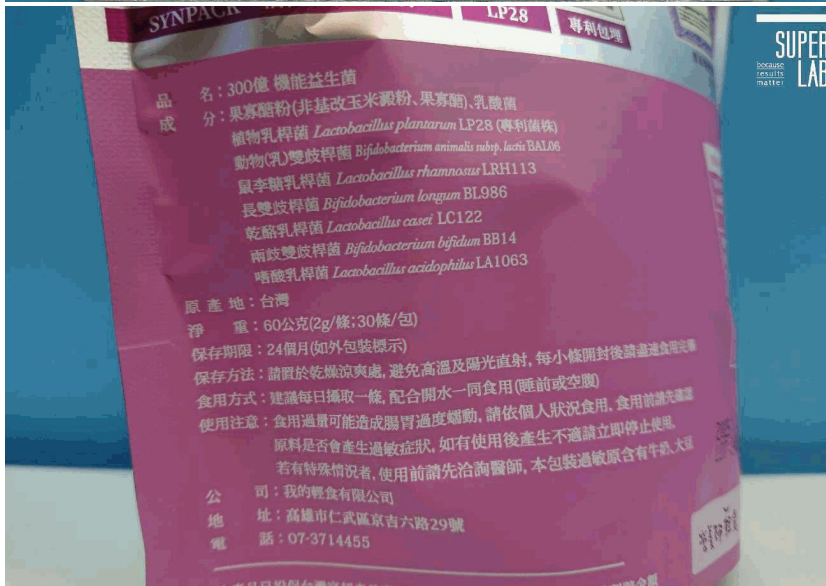 SYNPACK
LP28
專利包埋
SUPER LAB
because results matter
品名：300億 機能益生菌
成分：果寡醣粉(非基改玉米澱粉、果寡醣)、乳酸菌
植物乳桿菌 Lactobacillus plantarum LP28 (專利菌株)
動物(乳)雙歧桿菌 Bifidobacterium animalis subsp. lactis BAL06
鼠李糖乳桿菌 Lactobacillus rhamnosus LRH113
長雙歧桿菌 Bifidobacterium longum BL986
乾酪乳桿菌 Lactobacillus casei LC122
兩歧雙歧桿菌 Bifidobacterium bifidum BB14
嗜酸乳桿菌 Lactobacillus acidophilus LA1063
原產地：台灣
淨重：60公克(2g/條；30條/包)
保存期限：24個月(如外包裝標示)
保存方法：請置於乾燥涼爽處，避免高溫及陽光直射，每小條開封後請盡速食用完畢
食用方式：建議每日攝取一條，配合開水一同食用(睡前或空腹)
使用注意：食用過量可能造成腸胃過度蠕動，請依個人狀況食用，食用前請先確認
原料是否會產生過敏症狀，如有使用後產生不適請立即停止使用，
若有特殊情況者，使用前請先洽詢醫師，本包裝過敏原含有牛奶、大豆
公司：我的輕食有限公司
地址：高雄市仁武區京吉六路29號
電話：07-3714455